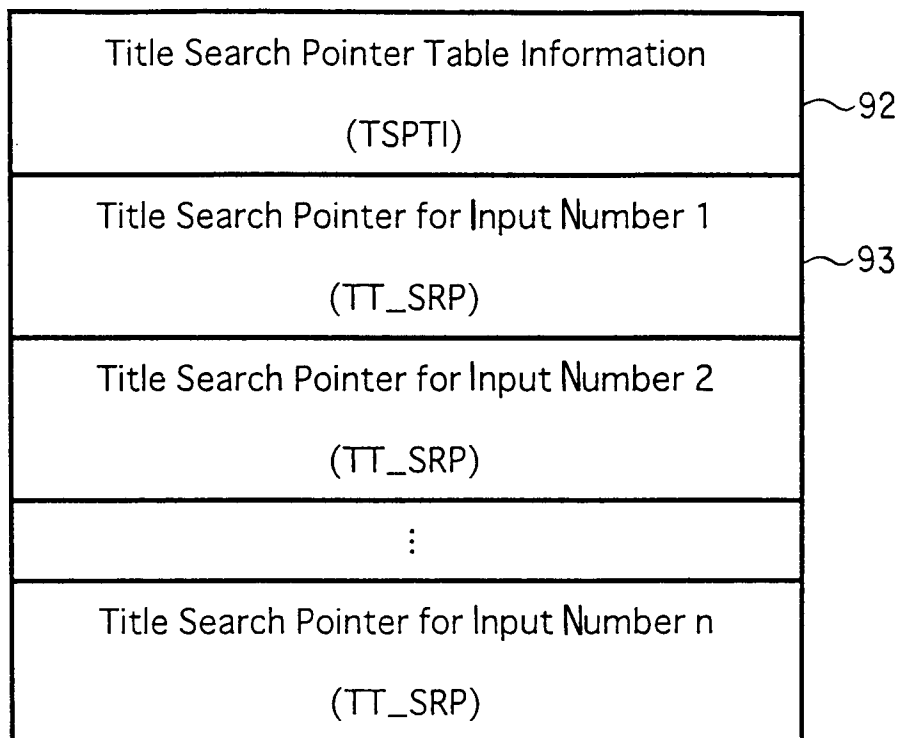 Title Search Pointer Table Information
(TSPTI)
92
Title Search Pointer for Input Number 1
(TT_SRP)
93
Title Search Pointer for Input Number 2
(TT_SRP)
⋮
Title Search Pointer for Input Number n
(TT_SRP)